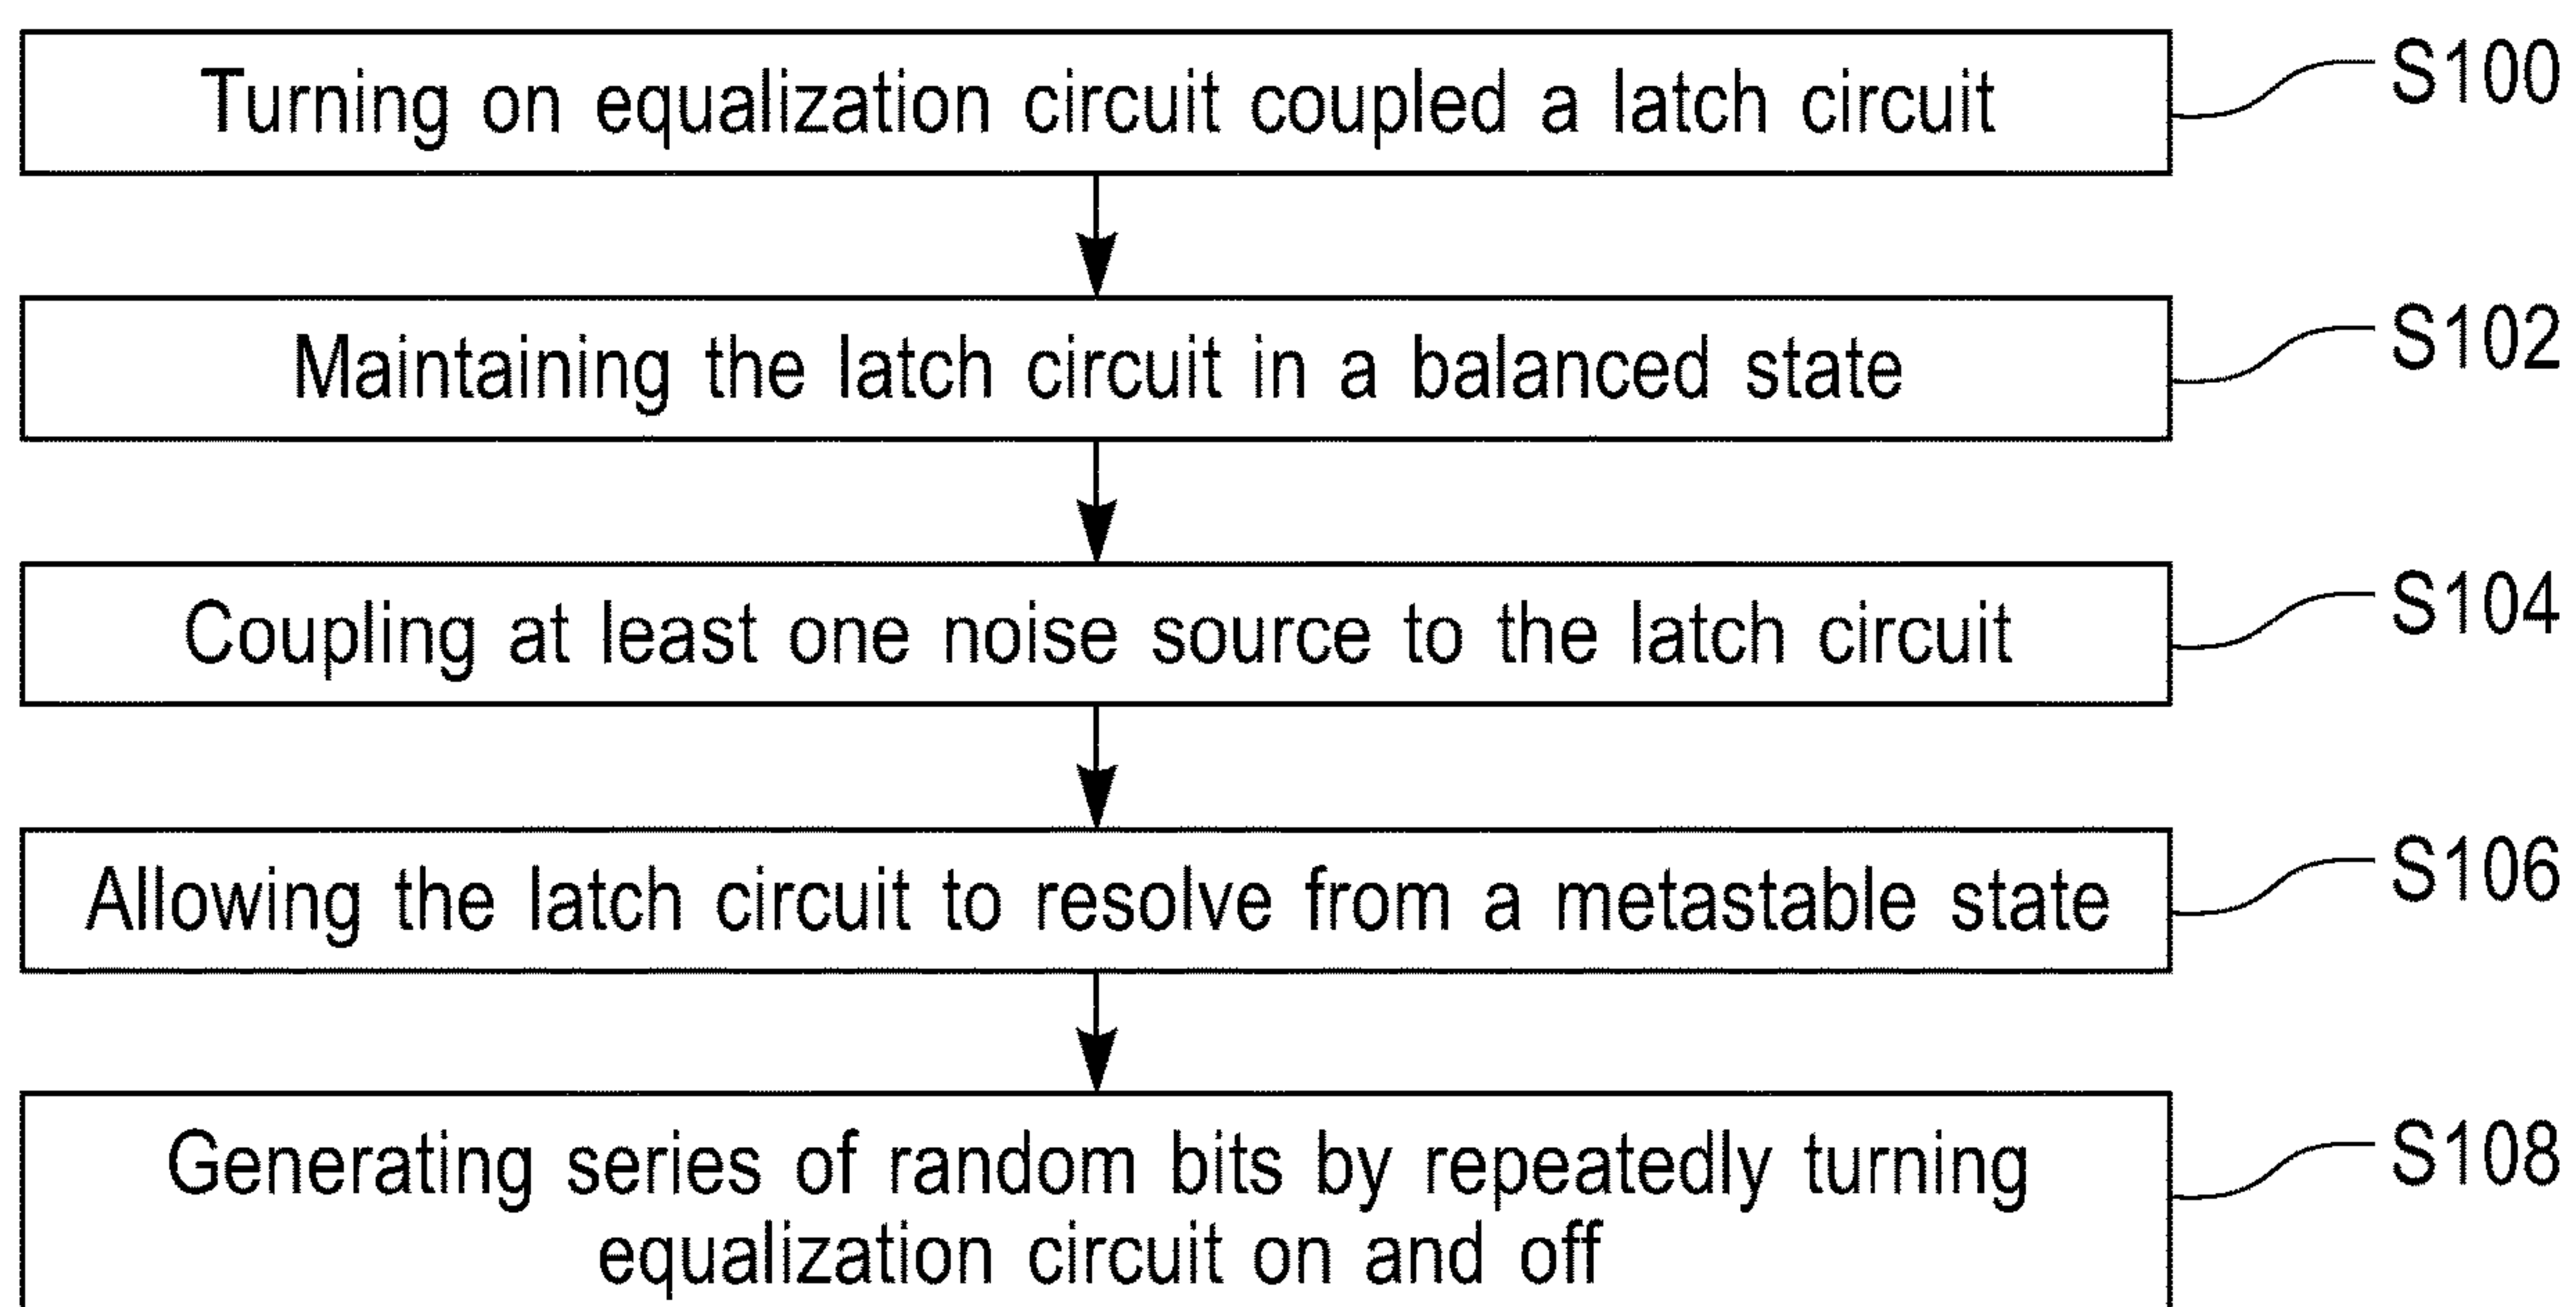 Turning on equalization circuit coupled a latch circuit
S100
Maintaining the latch circuit in a balanced state
S102
Coupling at least one noise source to the latch circuit
S104
Allowing the latch circuit to resolve from a metastable state
S106
Generating series of random bits by repeatedly turning
equalization circuit on and off
S108